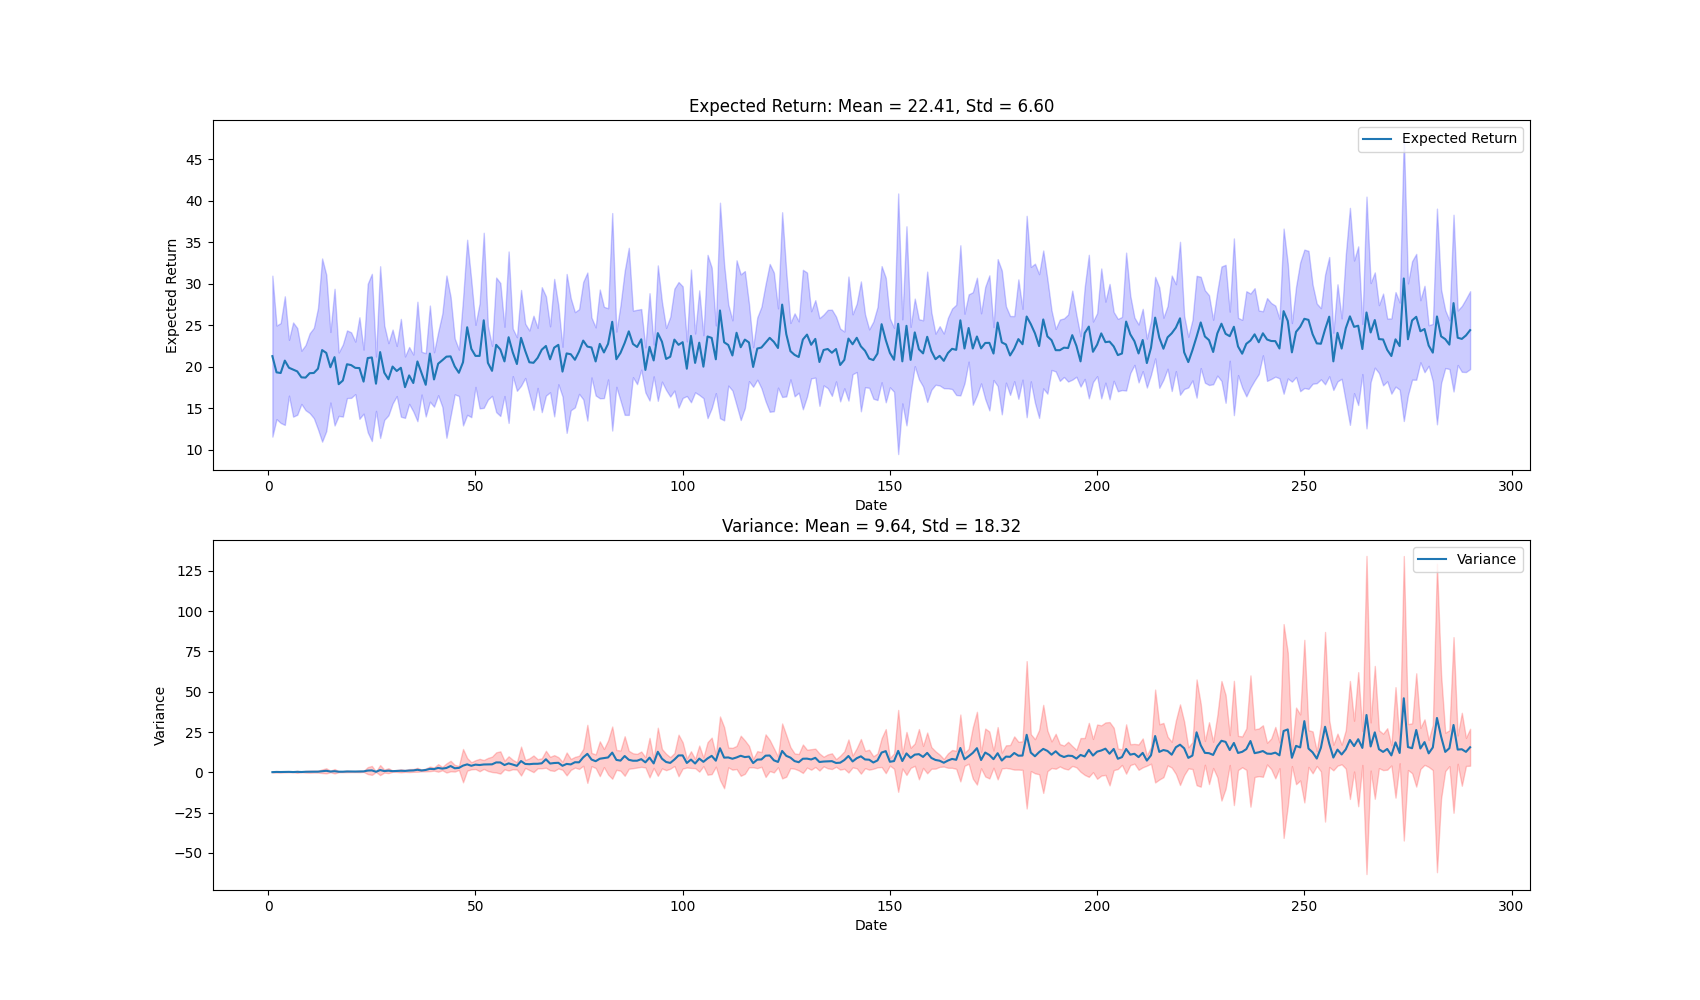 Expected Return: Mean = 22.41, Std = 6.60
Expected Return
45
40
35
30
25
20
15
10
Expected Return
0 50 100 150 200 250 300
Date
Variance: Mean = 9.64, Std = 18.32
Variance
125
100
75
50
25
0
−25
−50
Variance
0 50 100 150 200 250 300
Date